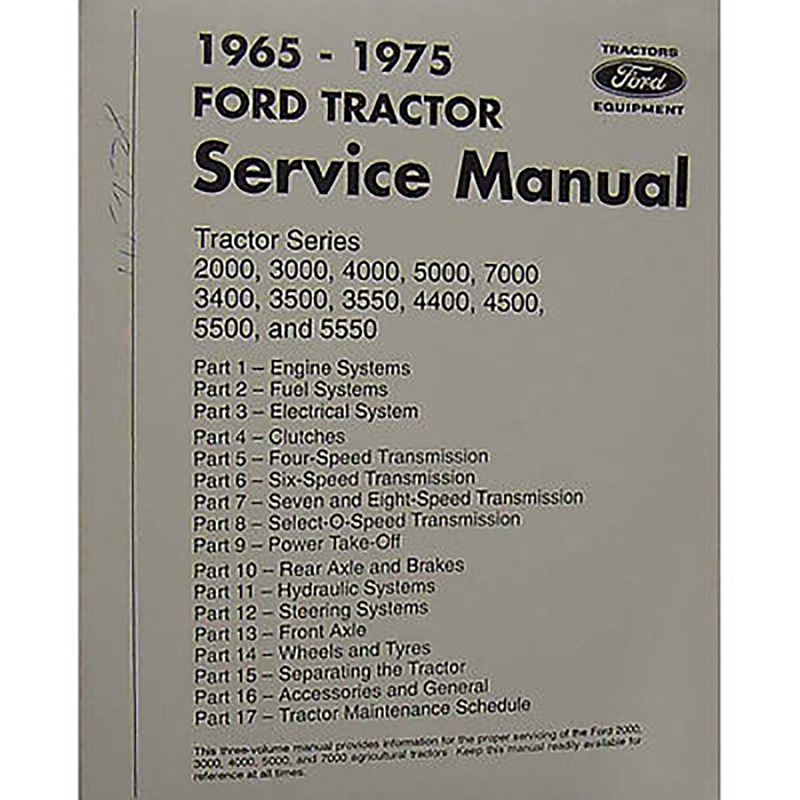 1965 - 1975
FORD TRACTOR
Service Manual
TRACTORS
Ford
EQUIPMENT
Tractor Series
2000, 3000, 4000, 5000, 7000
3400, 3500, 3550, 4400, 4500,
5500, and 5550
Part 1 – Engine Systems
Part 2 – Fuel Systems
Part 3 – Electrical System
Part 4 – Clutches
Part 5 – Four-Speed Transmission
Part 6 – Six-Speed Transmission
Part 7 – Seven and Eight-Speed Transmission
Part 8 – Select-O-Speed Transmission
Part 9 – Power Take-Off
Part 10 – Rear Axle and Brakes
Part 11 – Hydraulic Systems
Part 12 – Steering Systems
Part 13 – Front Axle
Part 14 – Wheels and Tyres
Part 15 – Separating the Tractor
Part 16 – Accessories and General
Part 17 – Tractor Maintenance Schedule
This three-volume manual provides information for the proper servicing of the Ford 2000,
3000, 4000, 5000, and 7000 agricultural tractors. Keep this manual readily available for
reference at all times.